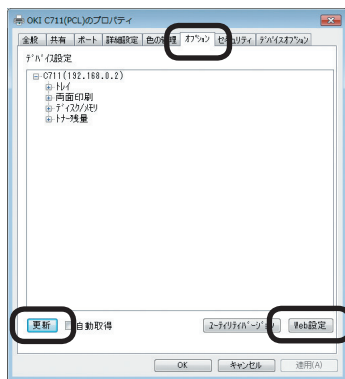 OKI C711(PCL)のプロパティ
全般 共有 ポート 詳細設定 色の管理 オプション セキュリティ デバイスオプション
デバイス設定
C711(192.168.0.2)
トレイ
両面印刷
ディスク/メモリ
トナー残量
更新 自動取得 ユーティリティバージョン Web設定
OK キャンセル 適用(A)